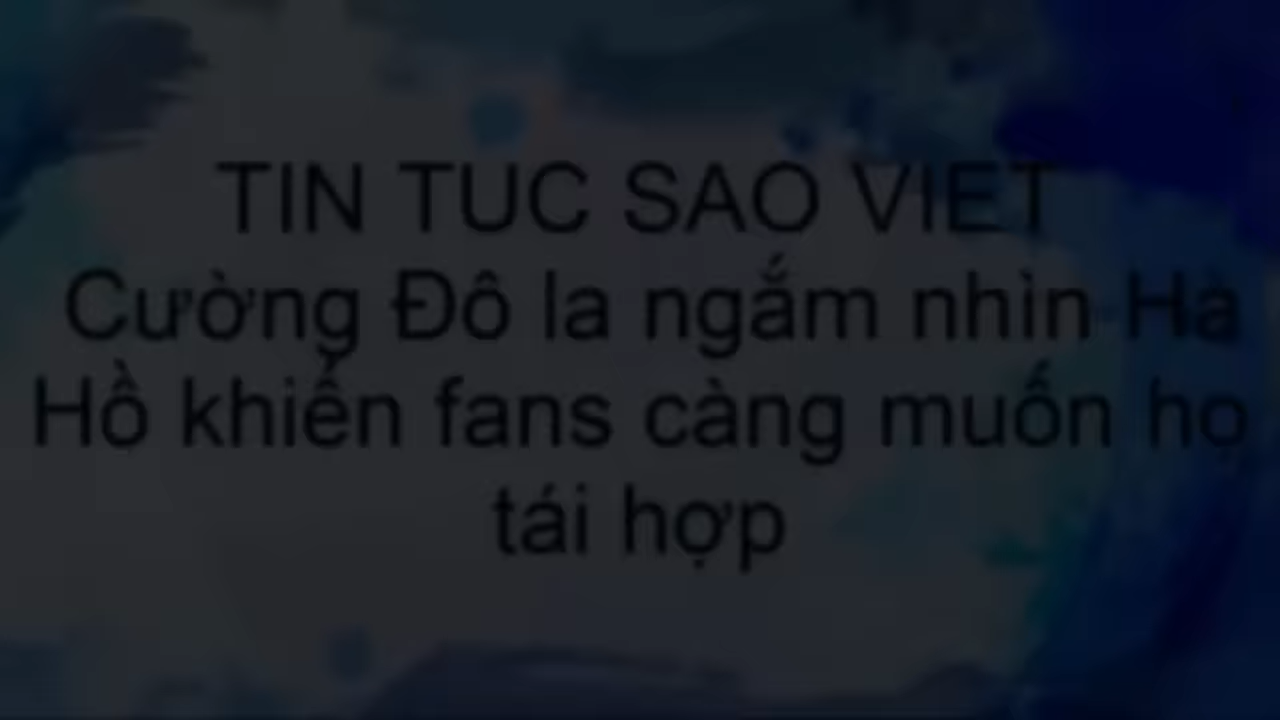 TIN TUC SAO VIET
Cường Đô la ngắm nhìn Hà
Hồ khiến fans càng muốn họ
tái hợp